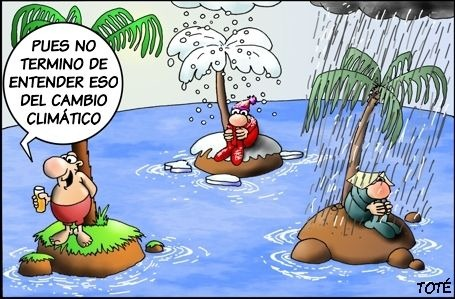 PUES NO
TERMINO DE
ENTENDER ESO
DEL CAMBIO
CLIMÁTICO
TOTÉ